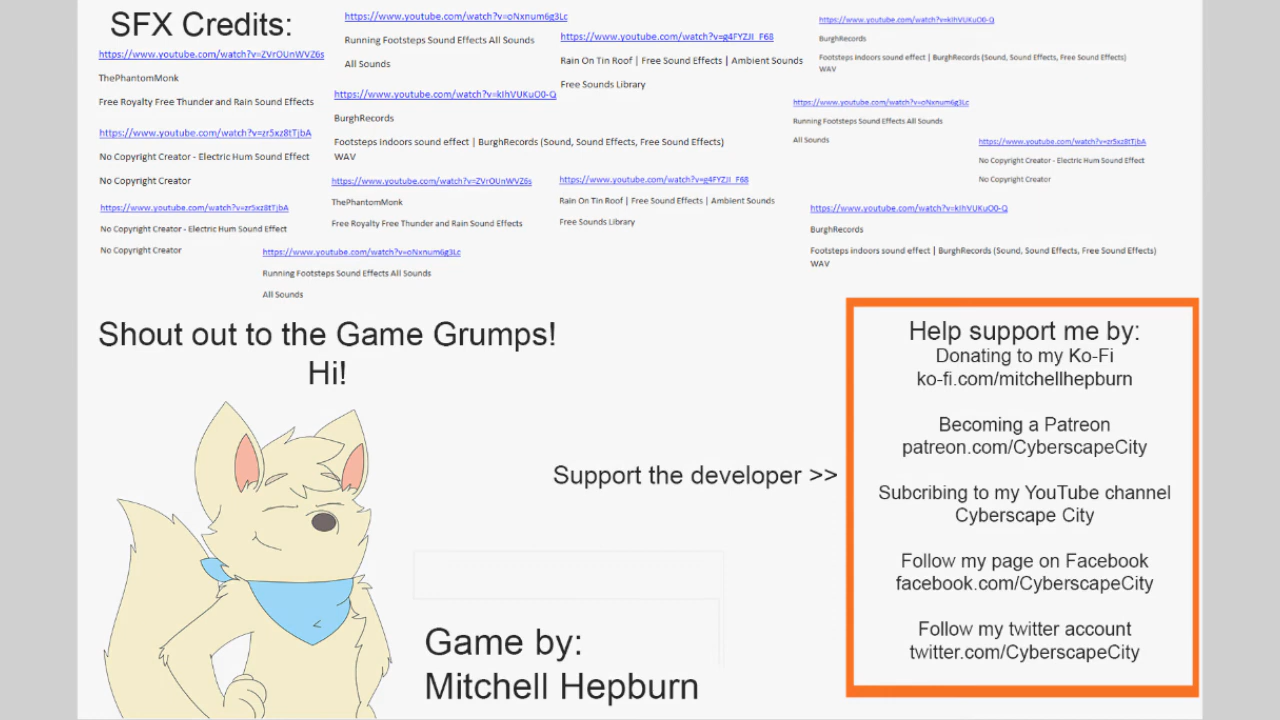 SFX Credits:
https://www.youtube.com/watch?v=ZVrOUnWVZ6s
ThePhantomMonk
Free Royalty Free Thunder and Rain Sound Effects
https://www.youtube.com/watch?v=zr5xz8tTjbA
No Copyright Creator - Electric Hum Sound Effect
No Copyright Creator
https://www.youtube.com/watch?v=zr5xz8tTjbA
No Copyright Creator - Electric Hum Sound Effect
No Copyright Creator
https://www.youtube.com/watch?v=oNxnum6g3Lc
Running Footsteps Sound Effects All Sounds
All Sounds
https://www.youtube.com/watch?v=kIhVUKuO0-Q
BurghRecords
Footsteps indoors sound effect | BurghRecords (Sound, Sound Effects, Free Sound Effects)
WAV
https://www.youtube.com/watch?v=ZVrOUnWVZ6s
ThePhantomMonk
Free Royalty Free Thunder and Rain Sound Effects
https://www.youtube.com/watch?v=oNxnum6g3Lc
Running Footsteps Sound Effects All Sounds
All Sounds
https://www.youtube.com/watch?v=g4FYZJI_F68
Rain On Tin Roof | Free Sound Effects | Ambient Sounds
Free Sounds Library
https://www.youtube.com/watch?v=g4FYZJI_F68
Rain On Tin Roof | Free Sound Effects | Ambient Sounds
Free Sounds Library
https://www.youtube.com/watch?v=kIhVUKuO0-Q
BurghRecords
Footsteps indoors sound effect | BurghRecords (Sound, Sound Effects, Free Sound Effects)
WAV
https://www.youtube.com/watch?v=oNxnum6g3Lc
Running Footsteps Sound Effects All Sounds
All Sounds
https://www.youtube.com/watch?v=zr5xz8tTjbA
No Copyright Creator - Electric Hum Sound Effect
No Copyright Creator
https://www.youtube.com/watch?v=kIhVUKuO0-Q
BurghRecords
Footsteps indoors sound effect | BurghRecords (Sound, Sound Effects, Free Sound Effects)
WAV
Shout out to the Game Grumps!
Hi!
Support the developer >>
Game by:
Mitchell Hepburn
Help support me by:
Donating to my Ko-Fi
ko-fi.com/mitchellhepburn
Becoming a Patreon
patreon.com/CyberscapeCity
Subcribing to my YouTube channel
Cyberscape City
Follow my page on Facebook
facebook.com/CyberscapeCity
Follow my twitter account
twitter.com/CyberscapeCity